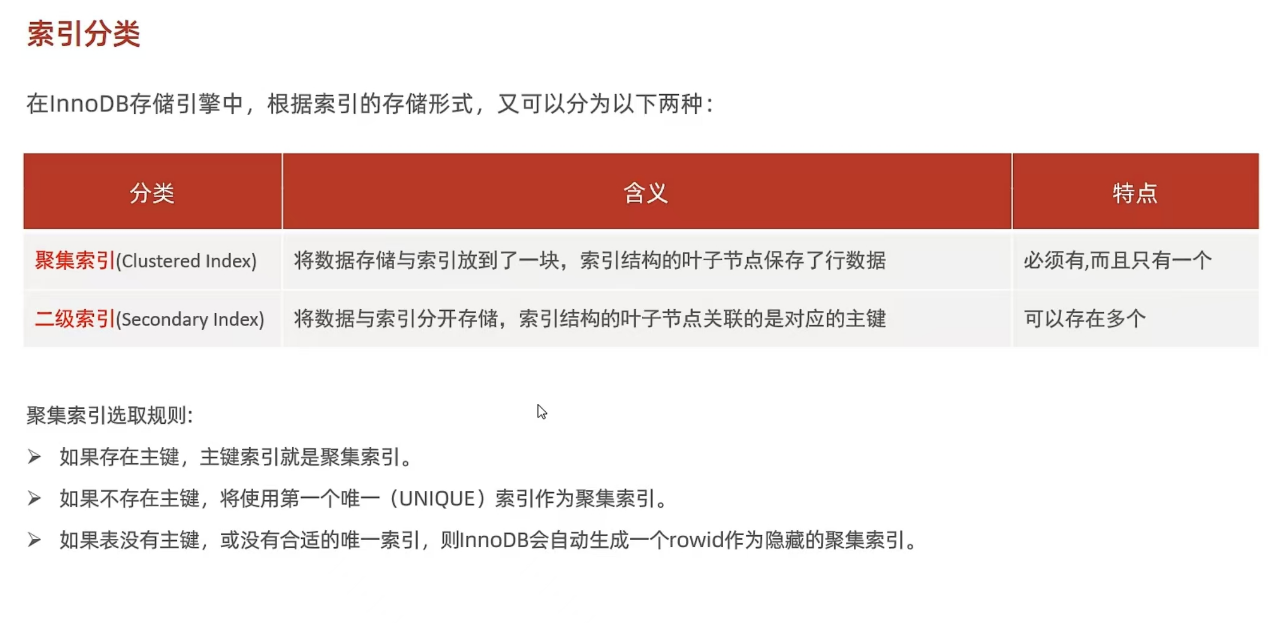 索引分类
在InnoDB存储引擎中，根据索引的存储形式，又可以分为以下两种：
分类 含义 特点
聚集索引(Clustered Index) 将数据存储与索引放到了一块，索引结构的叶子节点保存了行数据 必须有,而且只有一个
二级索引(Secondary Index) 将数据与索引分开存储，索引结构的叶子节点关联的是对应的主键 可以存在多个
聚集索引选取规则:
➢ 如果存在主键，主键索引就是聚集索引。
➢ 如果不存在主键，将使用第一个唯一（UNIQUE）索引作为聚集索引。
➢ 如果表没有主键，或没有合适的唯一索引，则InnoDB会自动生成一个rowid作为隐藏的聚集索引。